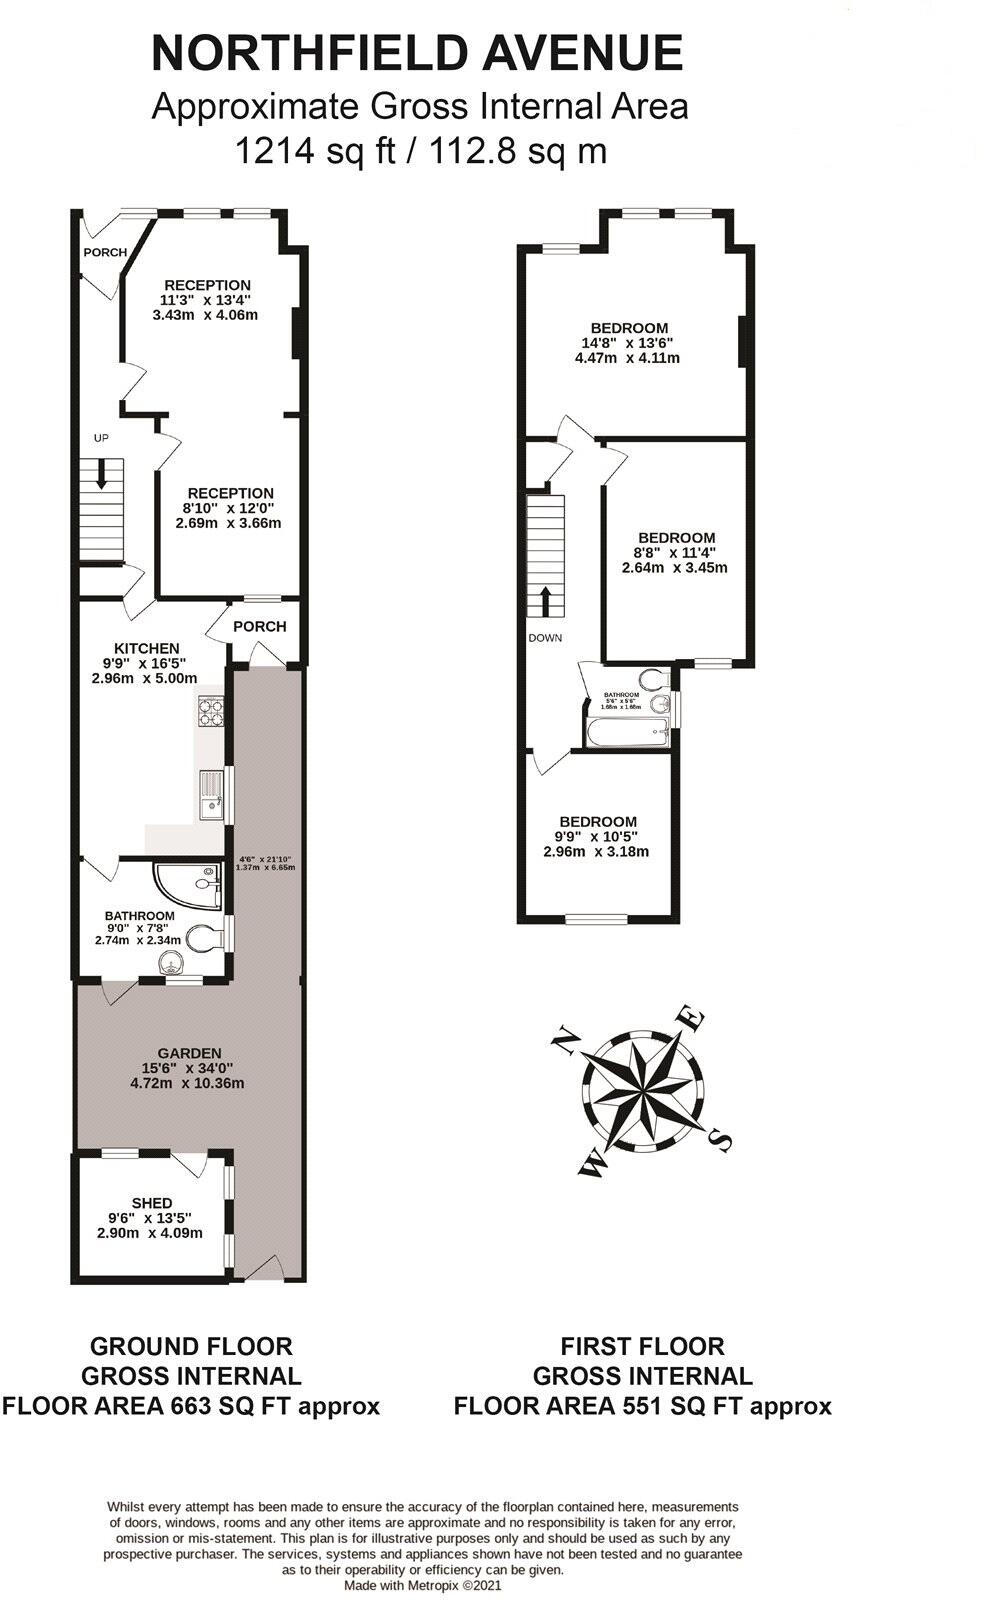 NORTHFIELD AVENUE
Approximate Gross Internal Area
1214 sq ft / 112.8 sq m
PORCH
RECEPTION
11'3" x 13'4"
3.43m x 4.06m
UP
RECEPTION
8'10" x 12'0"
2.69m x 3.66m
PORCH
KITCHEN
9'9" x 16'5"
2.96m x 5.00m
4'6" x 21'10"
1.37m x 6.65m
BATHROOM
9'0" x 7'8"
2.74m x 2.34m
GARDEN
15'6" x 34'0"
4.72m x 10.36m
SHED
9'6" x 13'5"
2.90m x 4.09m
BEDROOM
14'8" x 13'6"
4.47m x 4.11m
BEDROOM
8'8" x 11'4"
2.64m x 3.45m
DOWN
BATHROOM
5'6" x 5'6"
1.68m x 1.68m
BEDROOM
9'9" x 10'5"
2.96m x 3.18m
N
E
S
W
GROUND FLOOR
GROSS INTERNAL
FLOOR AREA 663 SQ FT approx
FIRST FLOOR
GROSS INTERNAL
FLOOR AREA 551 SQ FT approx
Whilst every attempt has been made to ensure the accuracy of the floorplan contained here, measurements
of doors, windows, rooms and any other items are approximate and no responsibility is taken for any error,
omission or mis-statement. This plan is for illustrative purposes only and should be used as such by any
prospective purchaser. The services, systems and appliances shown have not been tested and no guarantee
as to their operability or efficiency can be given.
Made with Metropix ©2021